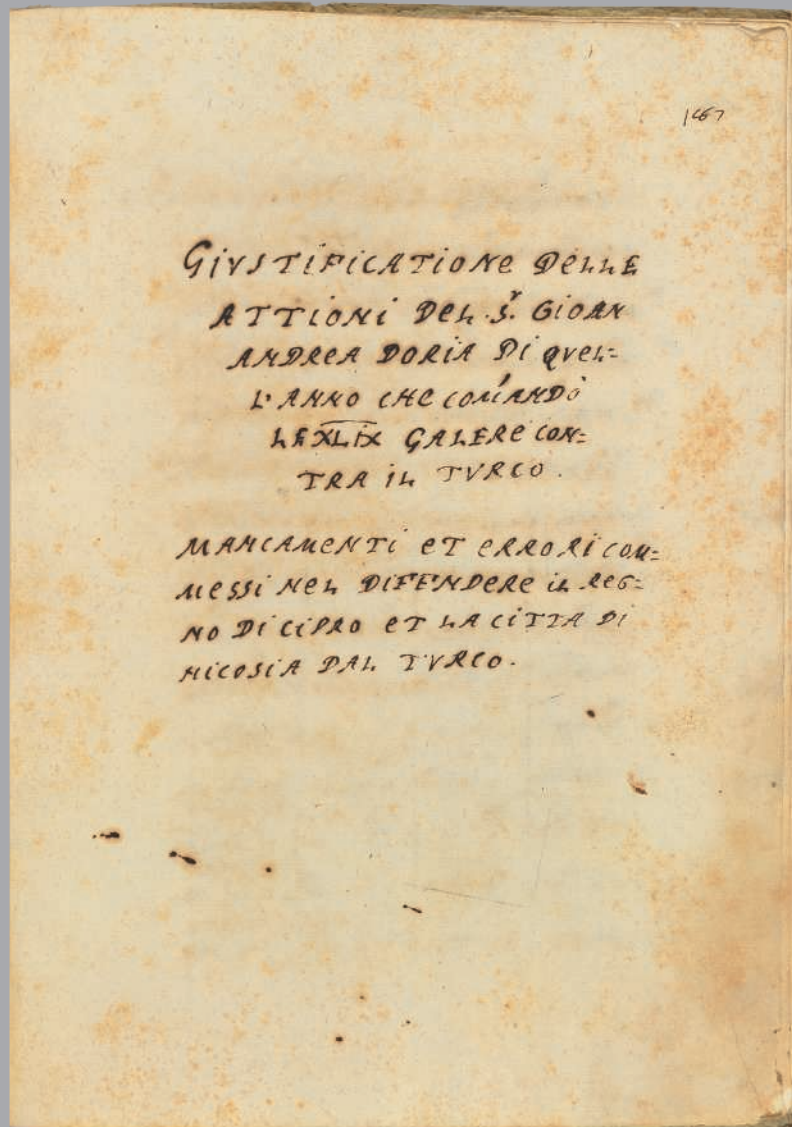 1467
GIVSTIFICATIONE DELLE
ATTIONI DEL S.r GIOAN
ANDREA DORIA DI QVEL=
L'ANNO CHE COMANDÒ
LE XLIX GALERE CON=
TRA IL TVRCO.
MANCAMENTI ET ERRORI COM=
MESSI NEL DIFENDERE IL REG=
NO DI CIPRO ET LA CITTA DI
NICOSIA DAL TVRCO.